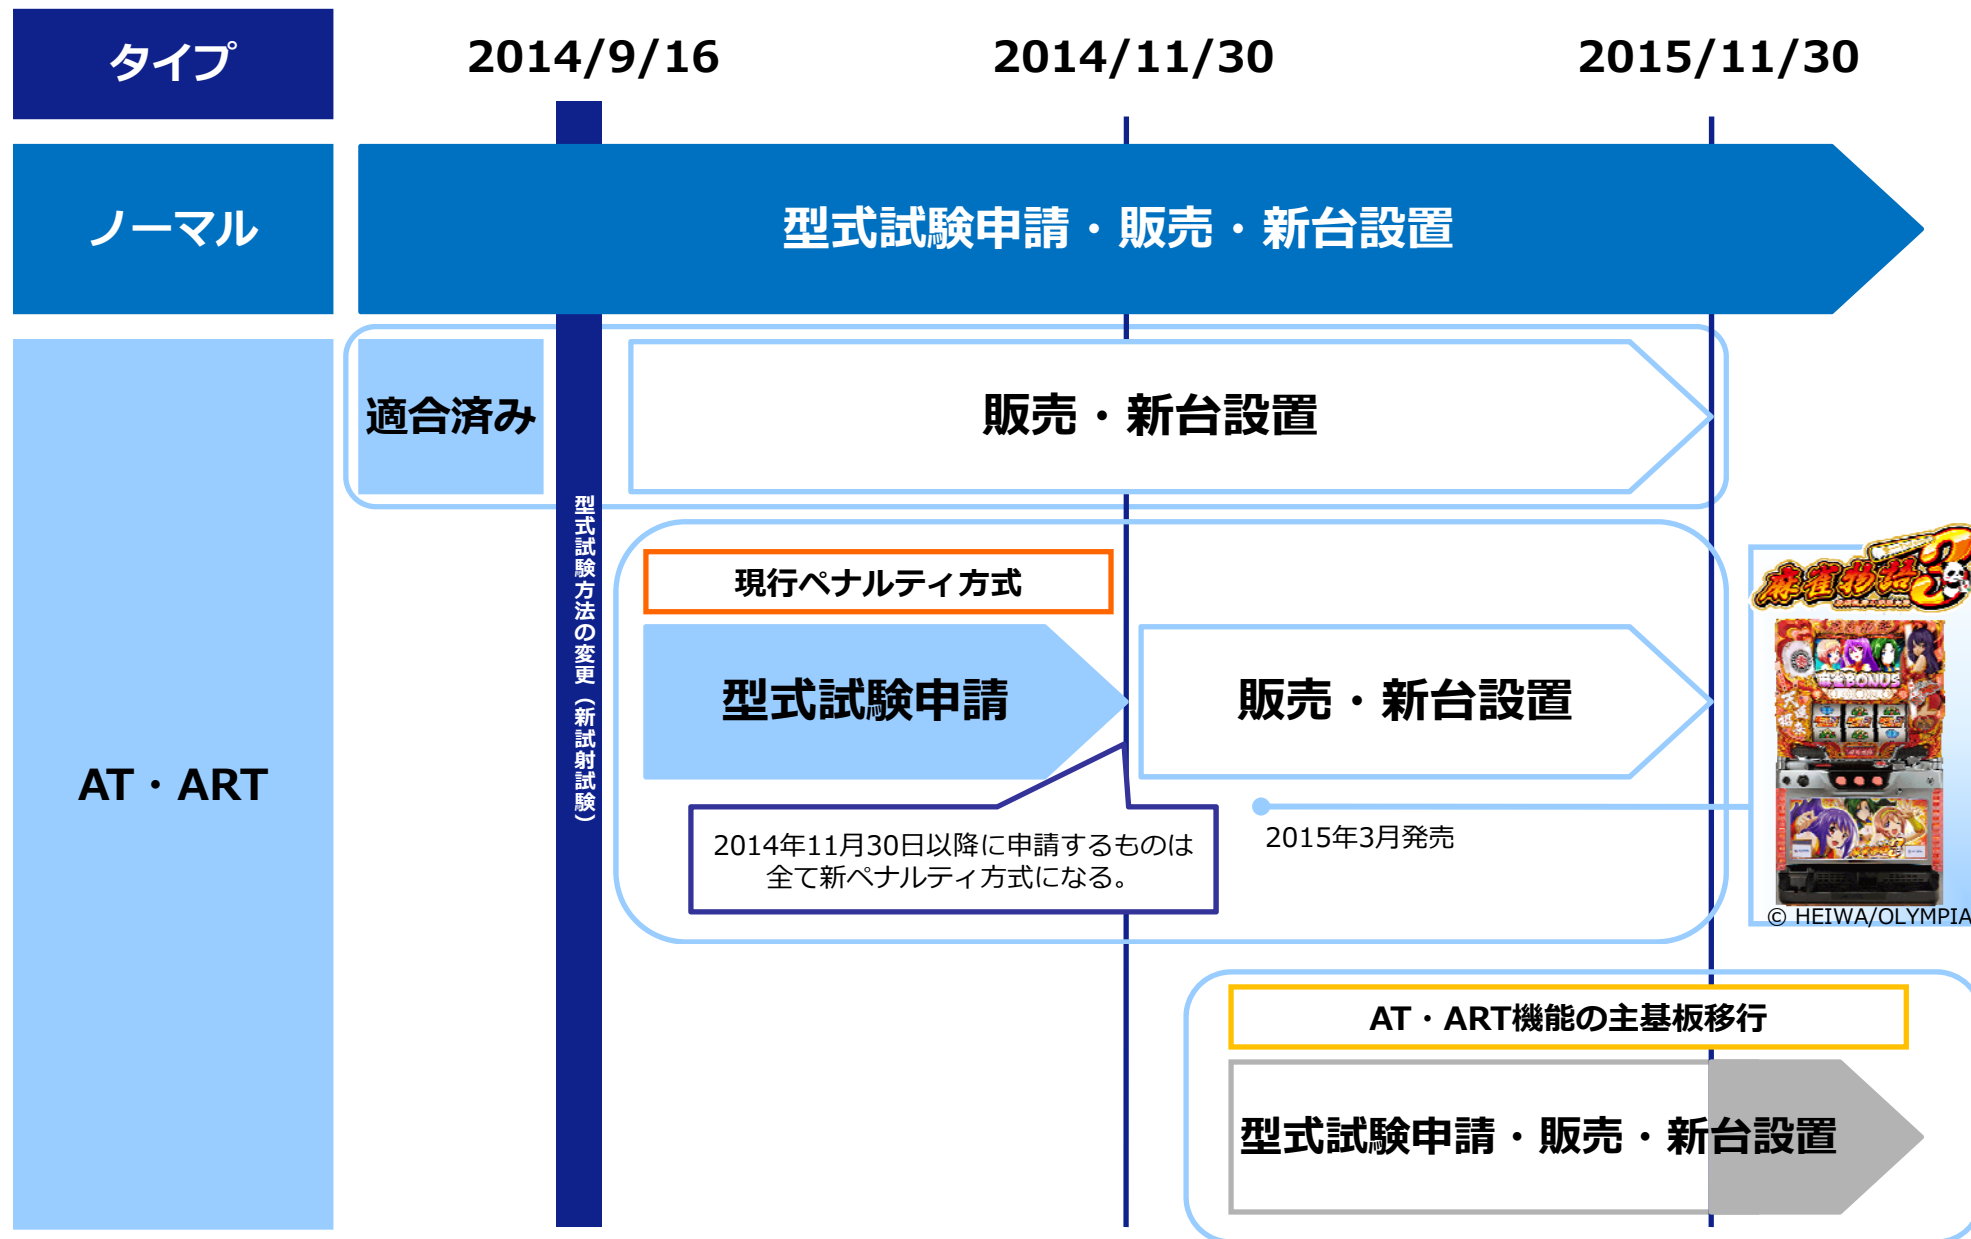 タイプ
2014/9/16
2014/11/30
2015/11/30
ノーマル
型式試験申請・販売・新台設置
AT・ART
適合済み
販売・新台設置
型式試験方法の変更（新試射試験）
現行ペナルティ方式
型式試験申請
販売・新台設置
2014年11月30日以降に申請するものは
全て新ペナルティ方式になる。
2015年3月発売
麻雀物語3
麻雀BONUS
© HEIWA/OLYMPIA
AT・ART機能の主基板移行
型式試験申請・販売・新台設置